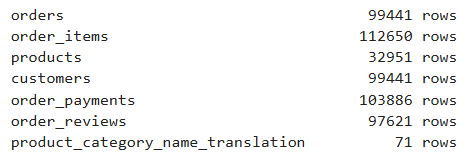 orders 99441 rows
order_items 112650 rows
products 32951 rows
customers 99441 rows
order_payments 103886 rows
order_reviews 97621 rows
product_category_name_translation 71 rows